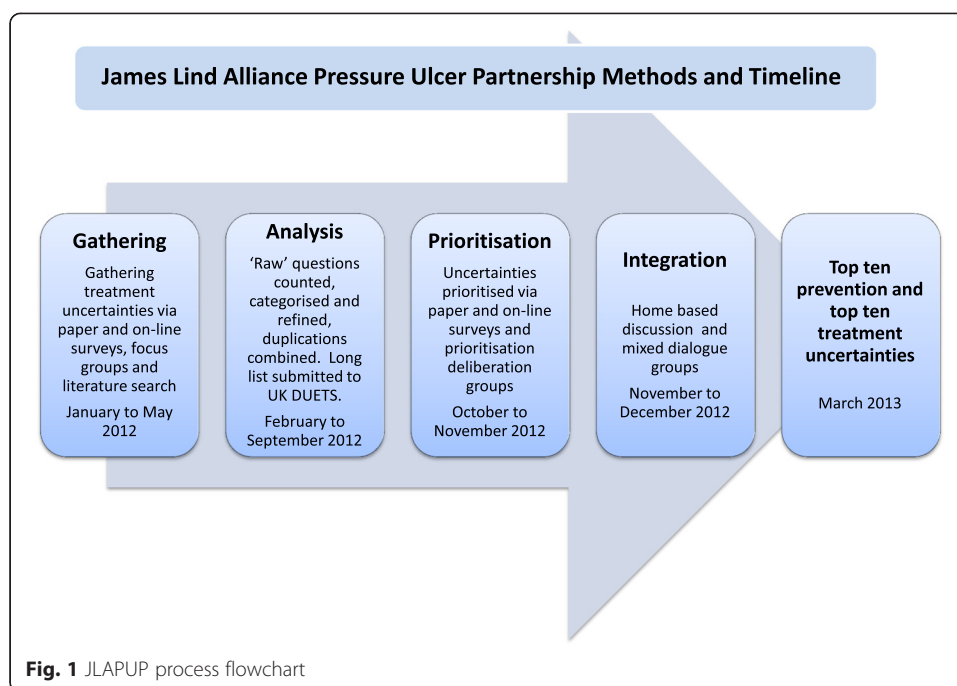 James Lind Alliance Pressure Ulcer Partnership Methods and Timeline
Gathering
Gathering
treatment
uncertainties via
paper and on-line
surveys, focus
groups and
literature search
January to May
2012
Analysis
‘Raw’ questions
counted,
categorised and
refined,
duplications
combined. Long
list submitted to
UK DUETS.
February to
September 2012
Prioritisation
Uncertainties
prioritised via
paper and on-line
surveys and
prioritisation
deliberation
groups
October to
November 2012
Integration
Home based
discussion and
mixed dialogue
groups
November to
December 2012
Top ten
prevention and
top ten
treatment
uncertainties
March 2013
Fig. 1 JLAPUP process flowchart